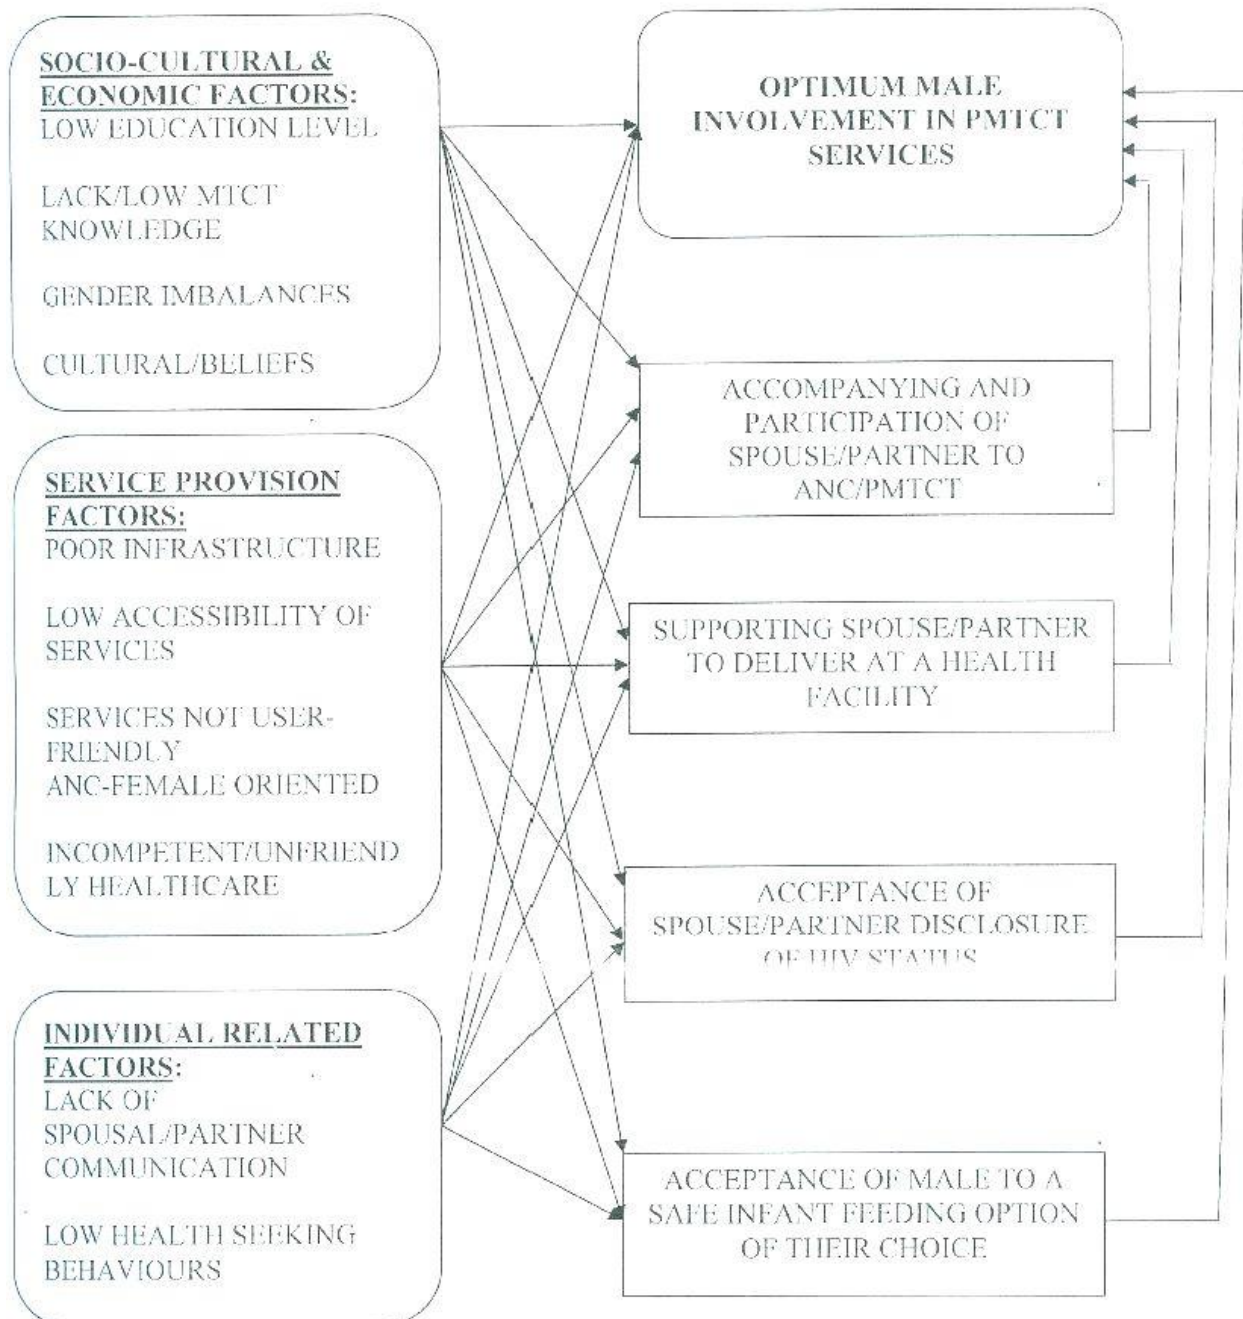 SOCIO-CULTURAL &
ECONOMIC FACTORS:
LOW EDUCATION LEVEL
LACK/LOW MTCT
KNOWLEDGE
GENDER IMBALANCES
CULTURAL/BELIEFS
SERVICE PROVISION
FACTORS:
POOR INFRASTRUCTURE
LOW ACCESSIBILITY OF
SERVICES
SERVICES NOT USER-
FRIENDLY
ANC-FEMALE ORIENTED
INCOMPETENT/UNFRIEND
LY HEALTHCARE
INDIVIDUAL RELATED
FACTORS:
LACK OF
SPOUSAL/PARTNER
COMMUNICATION
LOW HEALTH SEEKING
BEHAVIOURS
OPTIMUM MALE
INVOLVEMENT IN PMTCT
SERVICES
ACCOMPANYING AND
PARTICIPATION OF
SPOUSE/PARTNER TO
ANC/PMTCT
SUPPORTING SPOUSE/PARTNER
TO DELIVER AT A HEALTH
FACILITY
ACCEPTANCE OF
SPOUSE/PARTNER DISCLOSURE
OF HIV STATUS
ACCEPTANCE OF MALE TO A
SAFE INFANT FEEDING OPTION
OF THEIR CHOICE